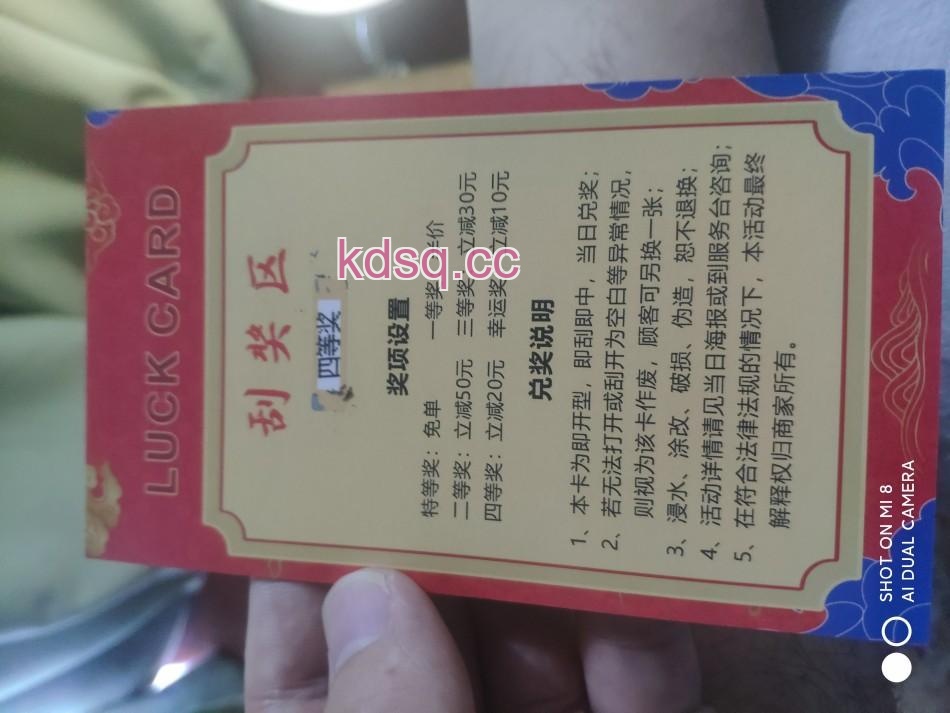 LUCK CARD
刮奖区
四等奖
奖项设置
特等奖：免单 一等奖 半价
二等奖：立减50元 三等奖 立减30元
四等奖：立减20元 幸运奖 立减10元
兑奖说明
1、本卡为即开型，即刮即中，当日兑奖；
2、若无法打开或刮开为空白等异常情况，
则视为该卡作废，顾客可另换一张；
3、浸水、涂改、破损、伪造，恕不退换；
4、活动详情请见当日海报或到服务台咨询；
5、在符合法律法规的情况下，本活动最终
解释权归商家所有。
kdsq.cc
SHOT ON MI 8
AI DUAL CAMERA